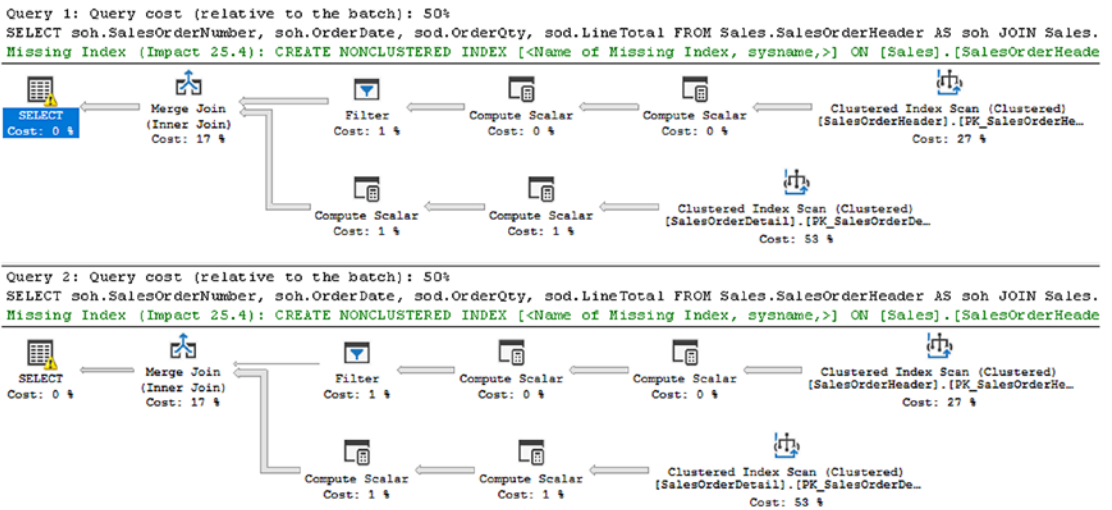 Query 1: Query cost (relative to the batch): 50%
SELECT soh.SalesOrderNumber, soh.OrderDate, sod.OrderQty, sod.LineTotal FROM Sales.SalesOrderHeader AS soh JOIN Sales.
Missing Index (Impact 25.4): CREATE NONCLUSTERED INDEX [<Name of Missing Index, sysname,>] ON [Sales].[SalesOrderHeade
SELECT
Cost: 0 %
Merge Join
(Inner Join)
Cost: 17 %
Filter
Cost: 1 %
Compute Scalar
Cost: 0 %
Compute Scalar
Cost: 0 %
Clustered Index Scan (Clustered)
[SalesOrderHeader].[PK_SalesOrderHe…
Cost: 27 %
Compute Scalar
Cost: 1 %
Compute Scalar
Cost: 1 %
Clustered Index Scan (Clustered)
[SalesOrderDetail].[PK_SalesOrderDe…
Cost: 53 %
Query 2: Query cost (relative to the batch): 50%
SELECT soh.SalesOrderNumber, soh.OrderDate, sod.OrderQty, sod.LineTotal FROM Sales.SalesOrderHeader AS soh JOIN Sales.
Missing Index (Impact 25.4): CREATE NONCLUSTERED INDEX [<Name of Missing Index, sysname,>] ON [Sales].[SalesOrderHeade
SELECT
Cost: 0 %
Merge Join
(Inner Join)
Cost: 17 %
Filter
Cost: 1 %
Compute Scalar
Cost: 0 %
Compute Scalar
Cost: 0 %
Clustered Index Scan (Clustered)
[SalesOrderHeader].[PK_SalesOrderHe…
Cost: 27 %
Compute Scalar
Cost: 1 %
Compute Scalar
Cost: 1 %
Clustered Index Scan (Clustered)
[SalesOrderDetail].[PK_SalesOrderDe…
Cost: 53 %